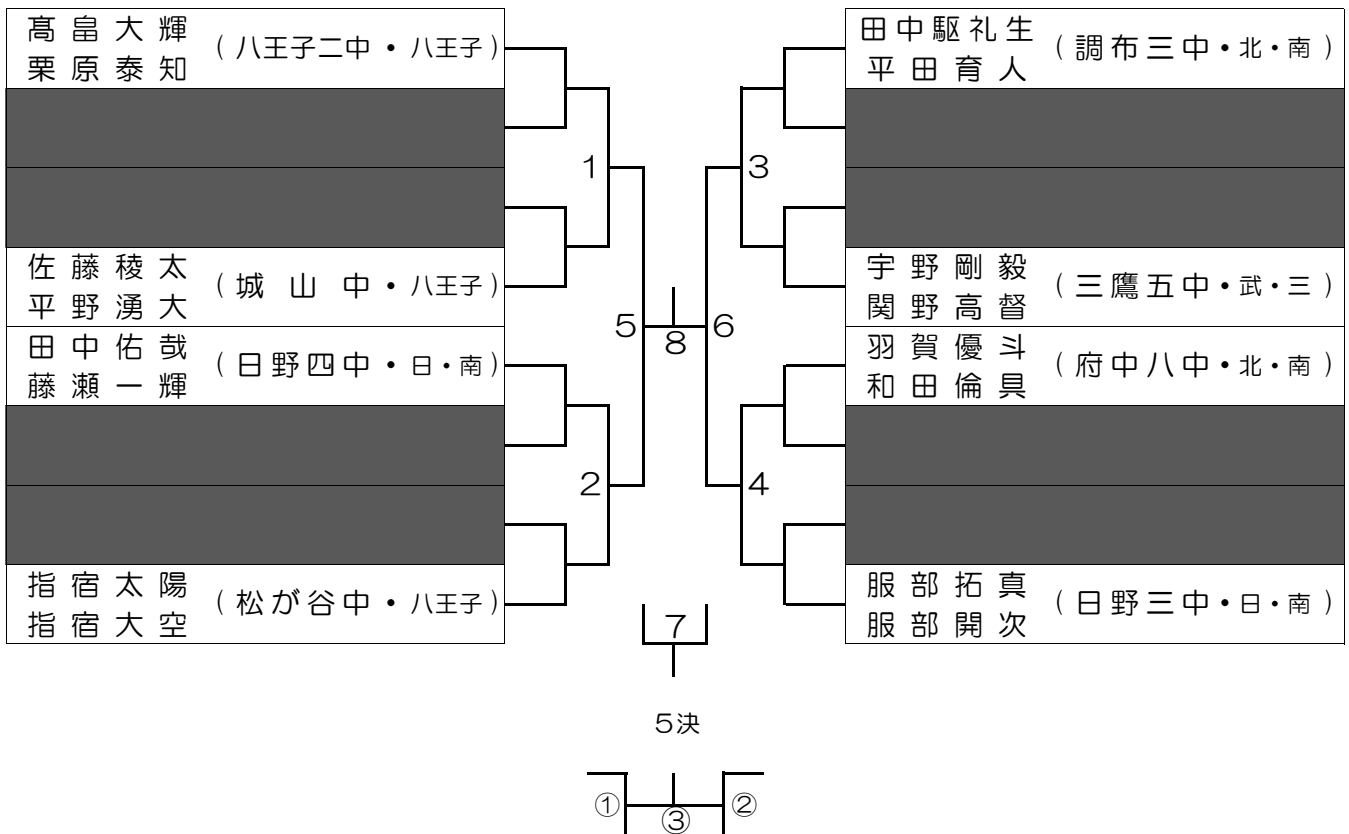 髙畠大輝
栗原泰知
(八王子二中・八王子)
佐藤稜太
平野湧大
(城山中・八王子)
田中佑哉
藤瀬一輝
(日野四中・日・南)
指宿太陽
指宿大空
(松が谷中・八王子)
1
2
5
8
6
3
4
田中駆礼生
平田育人
(調布三中・北・南)
宇野剛毅
関野高督
(三鷹五中・武・三)
羽賀優斗
和田倫具
(府中八中・北・南)
服部拓真
服部開次
(日野三中・日・南)
7
5決
① ③ ②